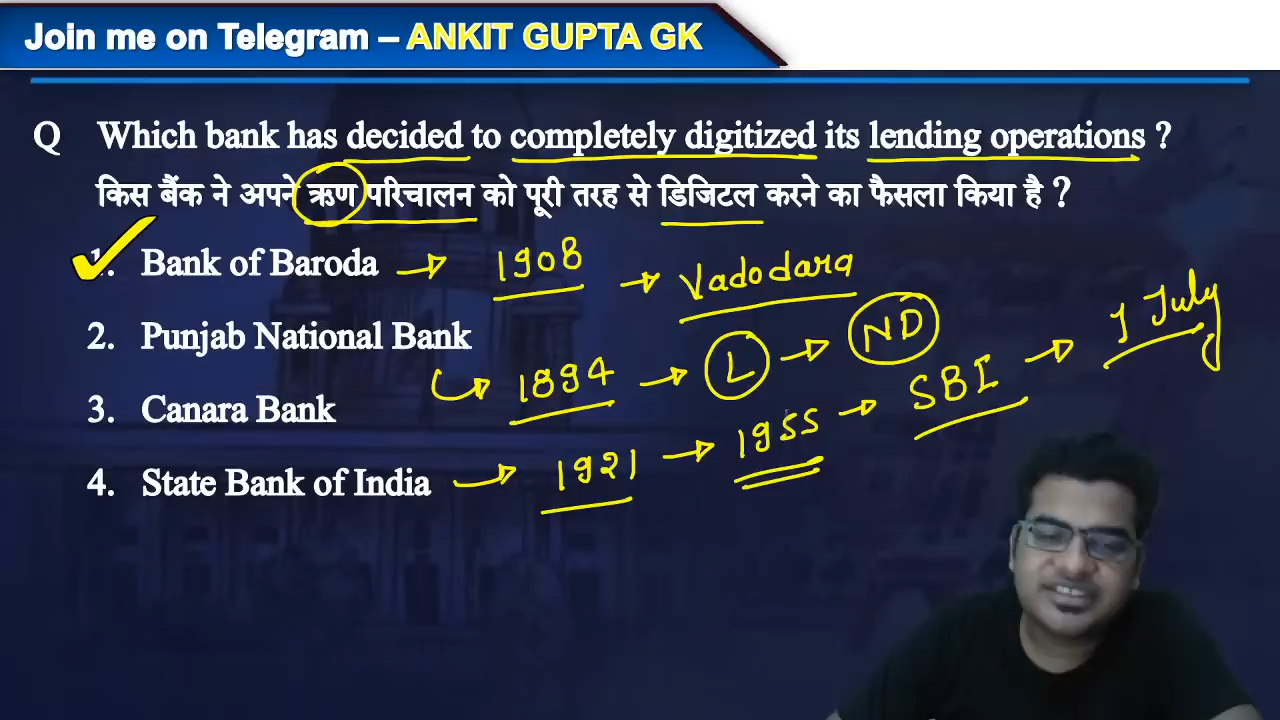 Join me on Telegram – ANKIT GUPTA GK
Q Which bank has decided to completely digitized its lending operations ?
किस बैंक ने अपने ऋण परिचालन को पूरी तरह से डिजिटल करने का फैसला किया है ?
1. Bank of Baroda → 1908 → Vadodara
2. Punjab National Bank
→ 1894 → L → ND
3. Canara Bank
4. State Bank of India → 1921 → 1955 → SBI → 1 July